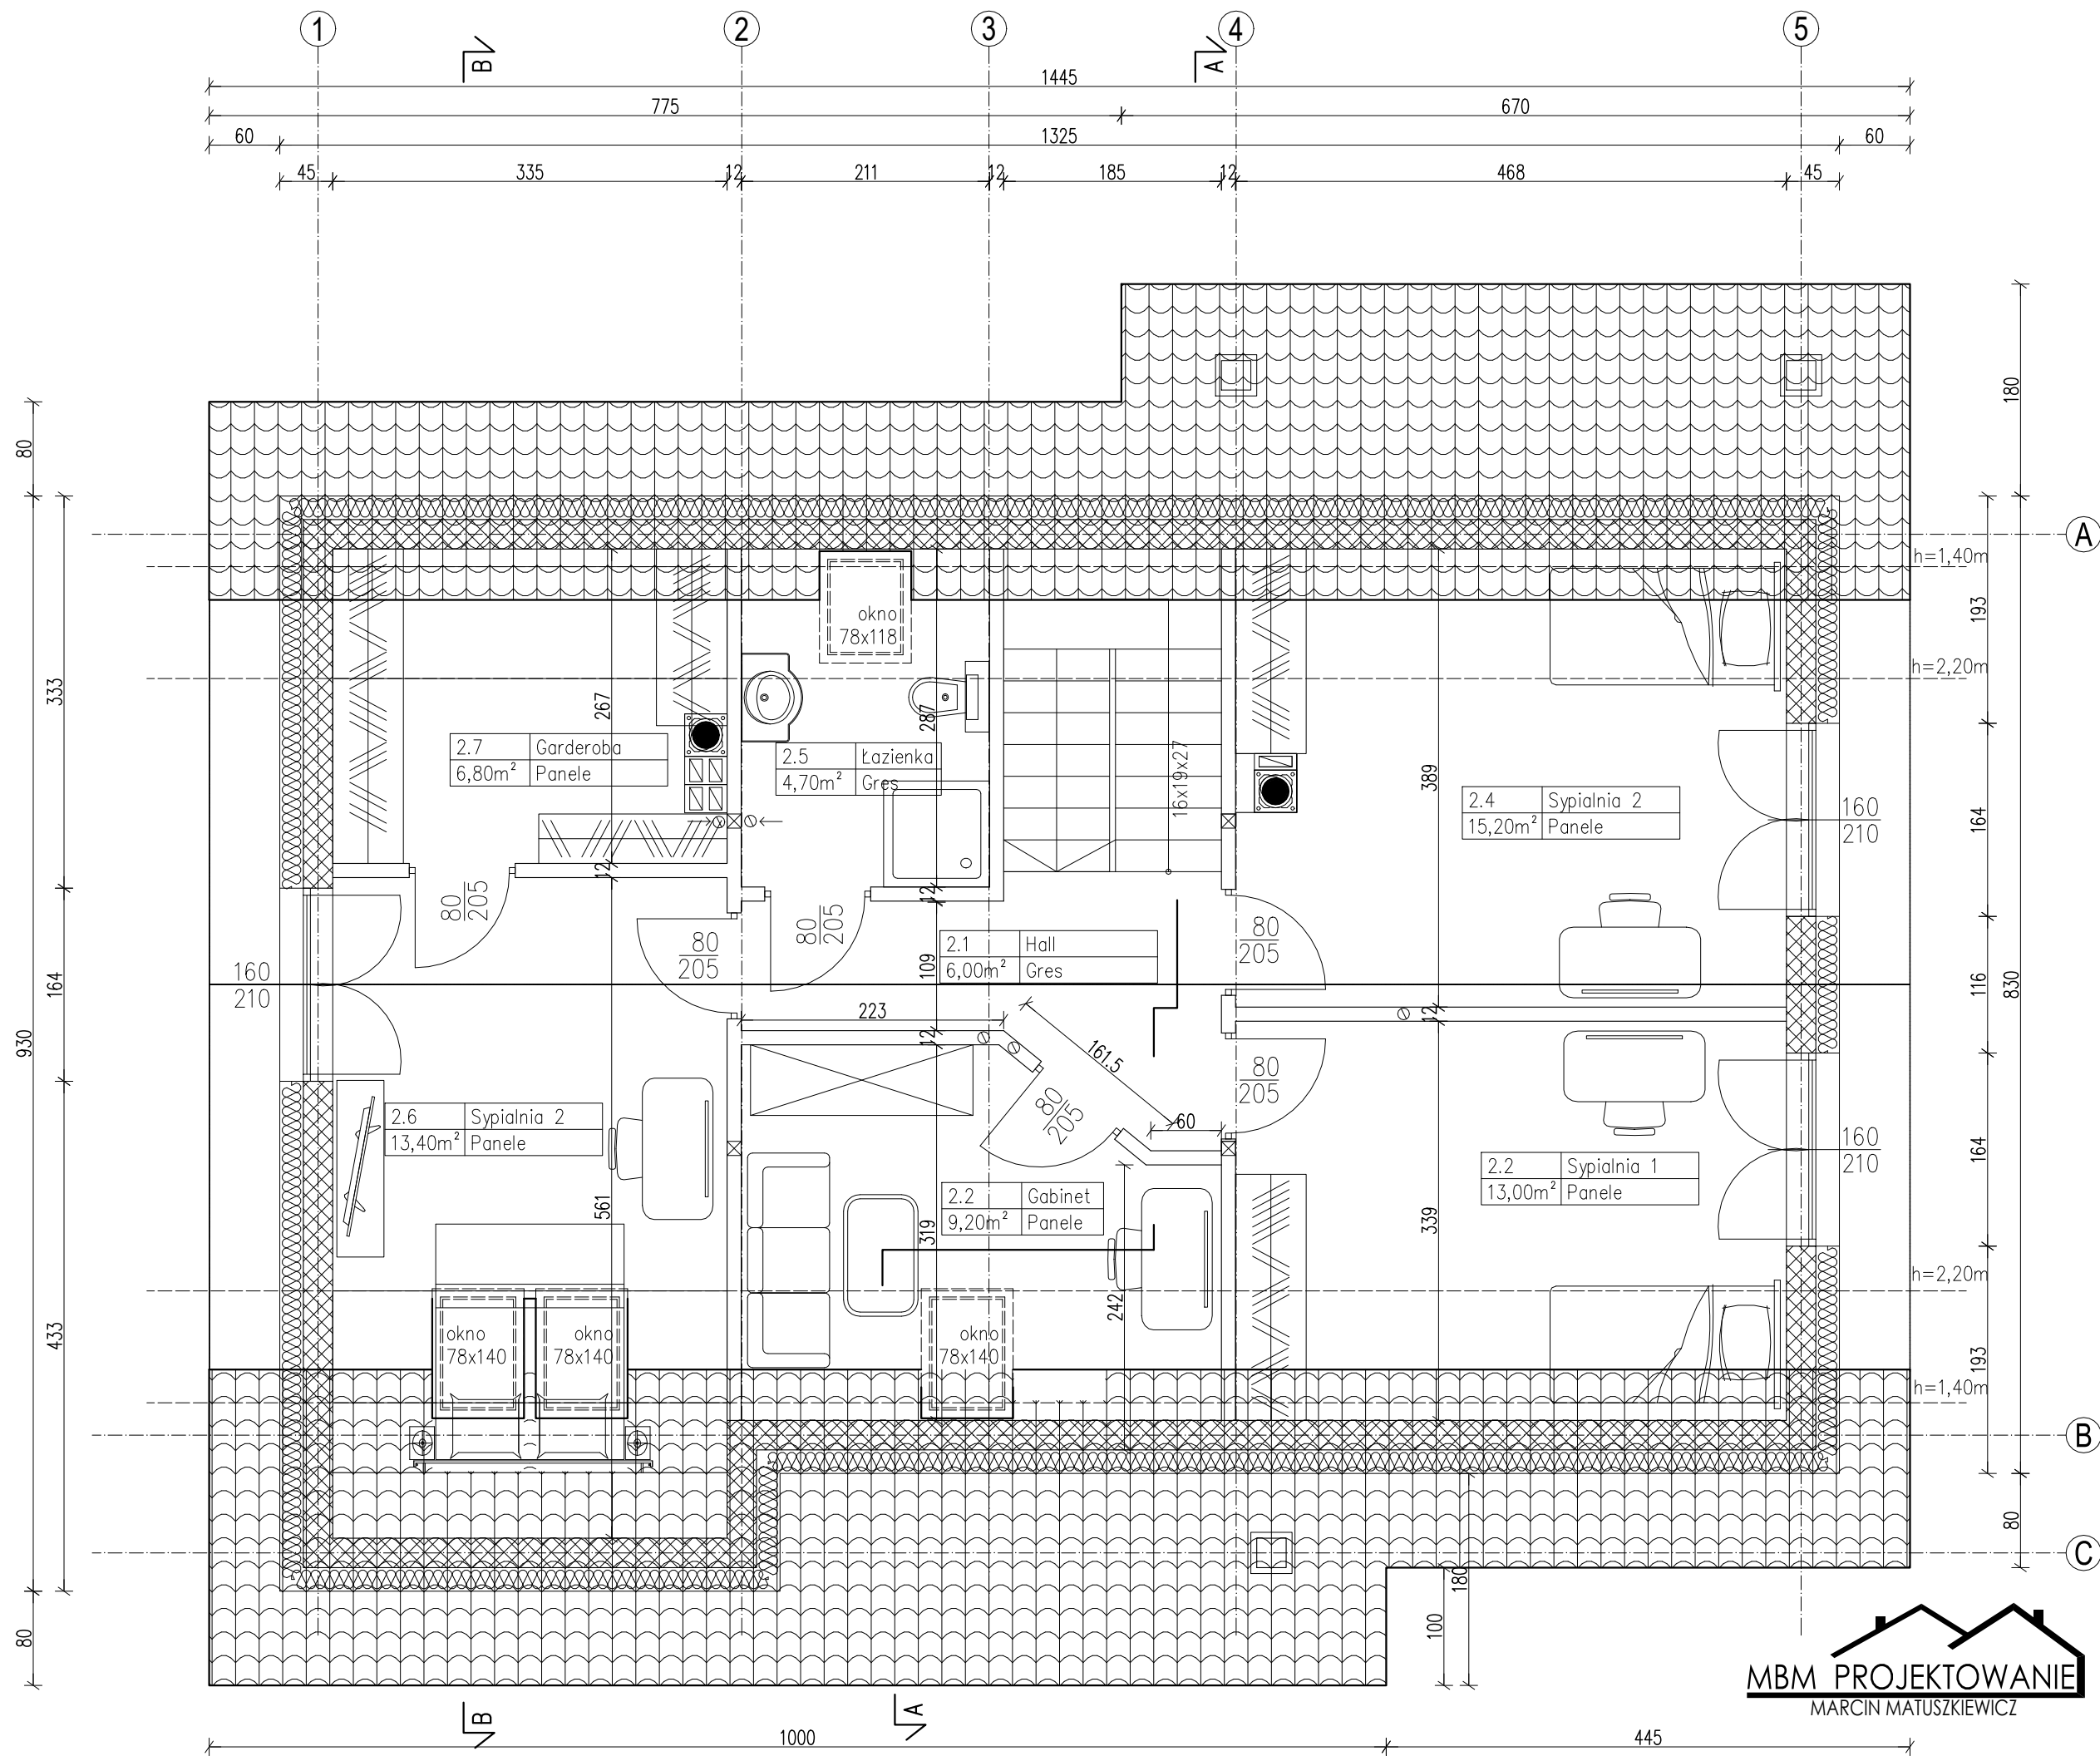 1 2 3 4 5
B A
1445
775 670
60 1325 60
45 335 12 211 12 185 12 468 45
180
80
A
h=1,40m
okno
78x118
193
h=2,20m
333
267
287
16x19x27
389
2.7 Garderoba
6,80m² Panele
2.5 Łazienka
4,70m² Gres
2.4 Sypialnia 2
15,20m² Panele
164
160
210
12
12
80
205
80
205
80
205
80
205
2.1 Hall
6,00m² Gres
109
160
210
164
116
830
930
223
12
12
161.5
80
205
80
205
60
2.6 Sypialnia 2
13,40m² Panele
160
210
164
2.2 Sypialnia 1
13,00m² Panele
2.2 Gabinet
9,20m² Panele
561
319
339
242
h=2,20m
okno
78x140
okno
78x140
okno
78x140
433
193
h=1,40m
B
80
C
180
100
80
MBM PROJEKTOWANIE
MARCIN MATUSZKIEWICZ
B A
1000 445